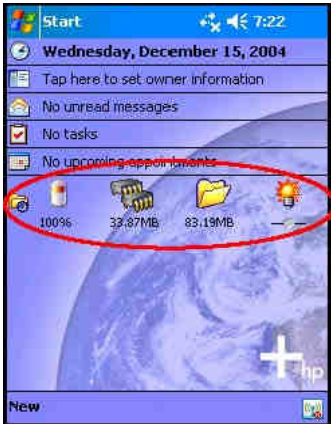 Start 7:22
Wednesday, December 15, 2004
Tap here to set owner information
No unread messages
No tasks
No upcoming appointments
100% 33.87MB 83.19MB
hp
New